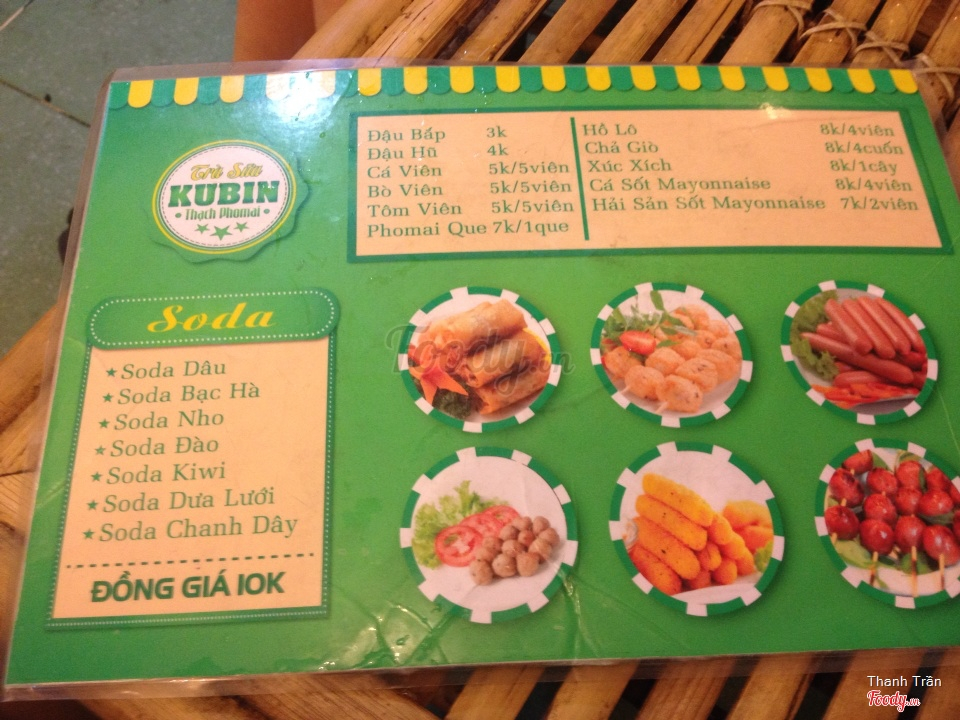 Trà Sữa
KUBIN
Thạch Phomai
Đậu Bắp 3k
Đậu Hũ 4k
Cá Viên 5k/5viên
Bò Viên 5k/5viên
Tôm Viên 5k/5viên
Phomai Que 7k/1que
Hồ Lô 8k/4viên
Chả Giò 8k/4cuốn
Xúc Xích 8k/1cây
Cá Sốt Mayonnaise 8k/4viên
Hải Sản Sốt Mayonnaise 7k/2viên
Soda
Soda Dâu
Soda Bạc Hà
Soda Nho
Soda Đào
Soda Kiwi
Soda Dưa Lưới
Soda Chanh Dây
ĐỒNG GIÁ 10K
Foody.vn
Thanh Trần
Foody.vn